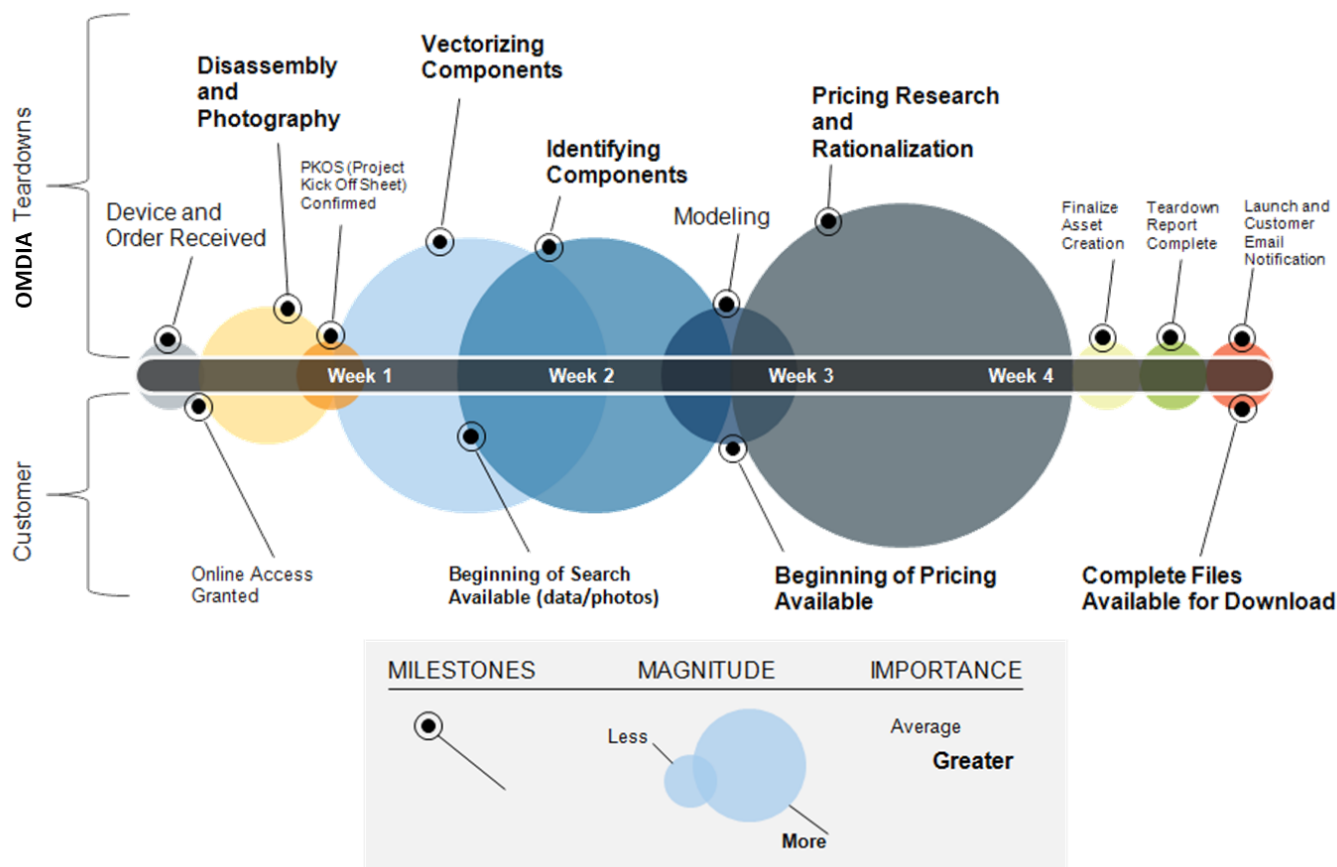 OMDIA Teardowns
Customer
Device and
Order Received
Disassembly
and
Photography
PKOS (Project
Kick Off Sheet)
Confirmed
Vectorizing
Components
Identifying
Components
Modeling
Pricing Research
and
Rationalization
Finalize
Asset
Creation
Teardown
Report
Complete
Launch and
Customer
Email
Notification
Week 1
Week 2
Week 3
Week 4
Online Access
Granted
Beginning of Search
Available (data/photos)
Beginning of Pricing
Available
Complete Files
Available for Download
MILESTONES
MAGNITUDE
IMPORTANCE
Less
More
Average
Greater